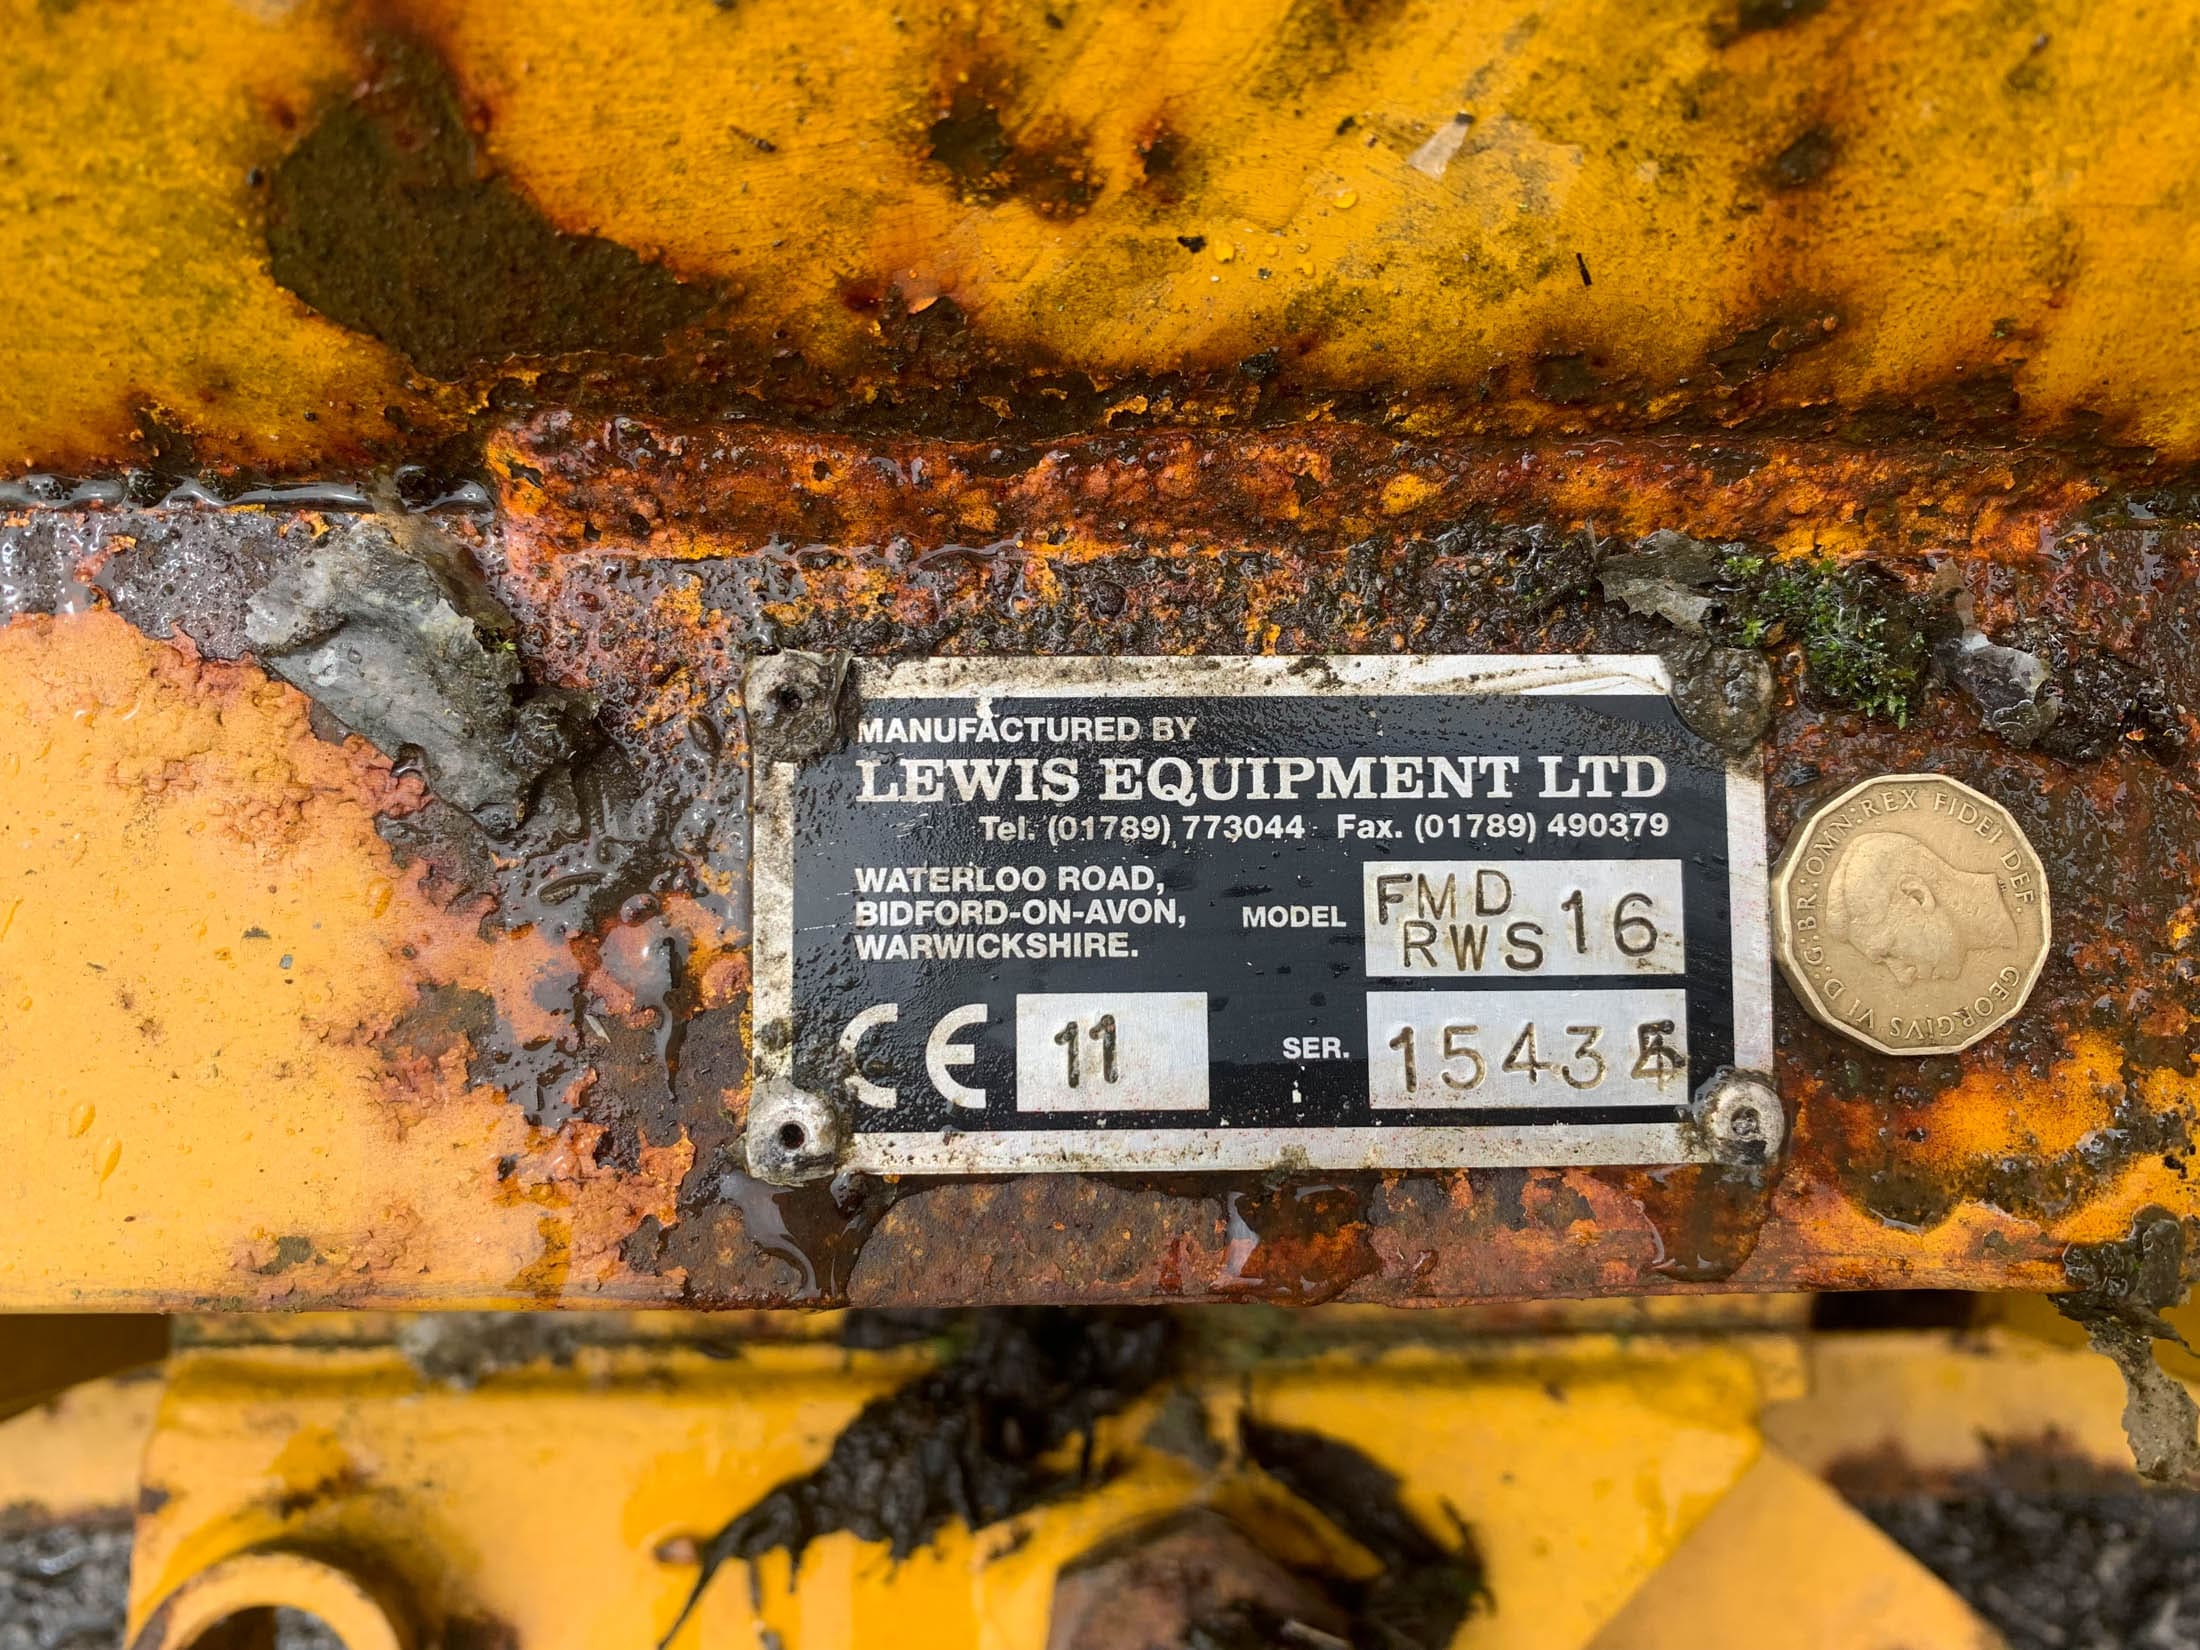 MANUFACTURED BY
LEWIS EQUIPMENT LTD
Tel. (01789) 773044 Fax. (01789) 490379
WATERLOO ROAD,
BIDFORD-ON-AVON,
WARWICKSHIRE.
MODEL FMD RWS 16
CE 11
SER.
GEORGIVS VI D:G:BR:OMN:REX FIDEI DEF.